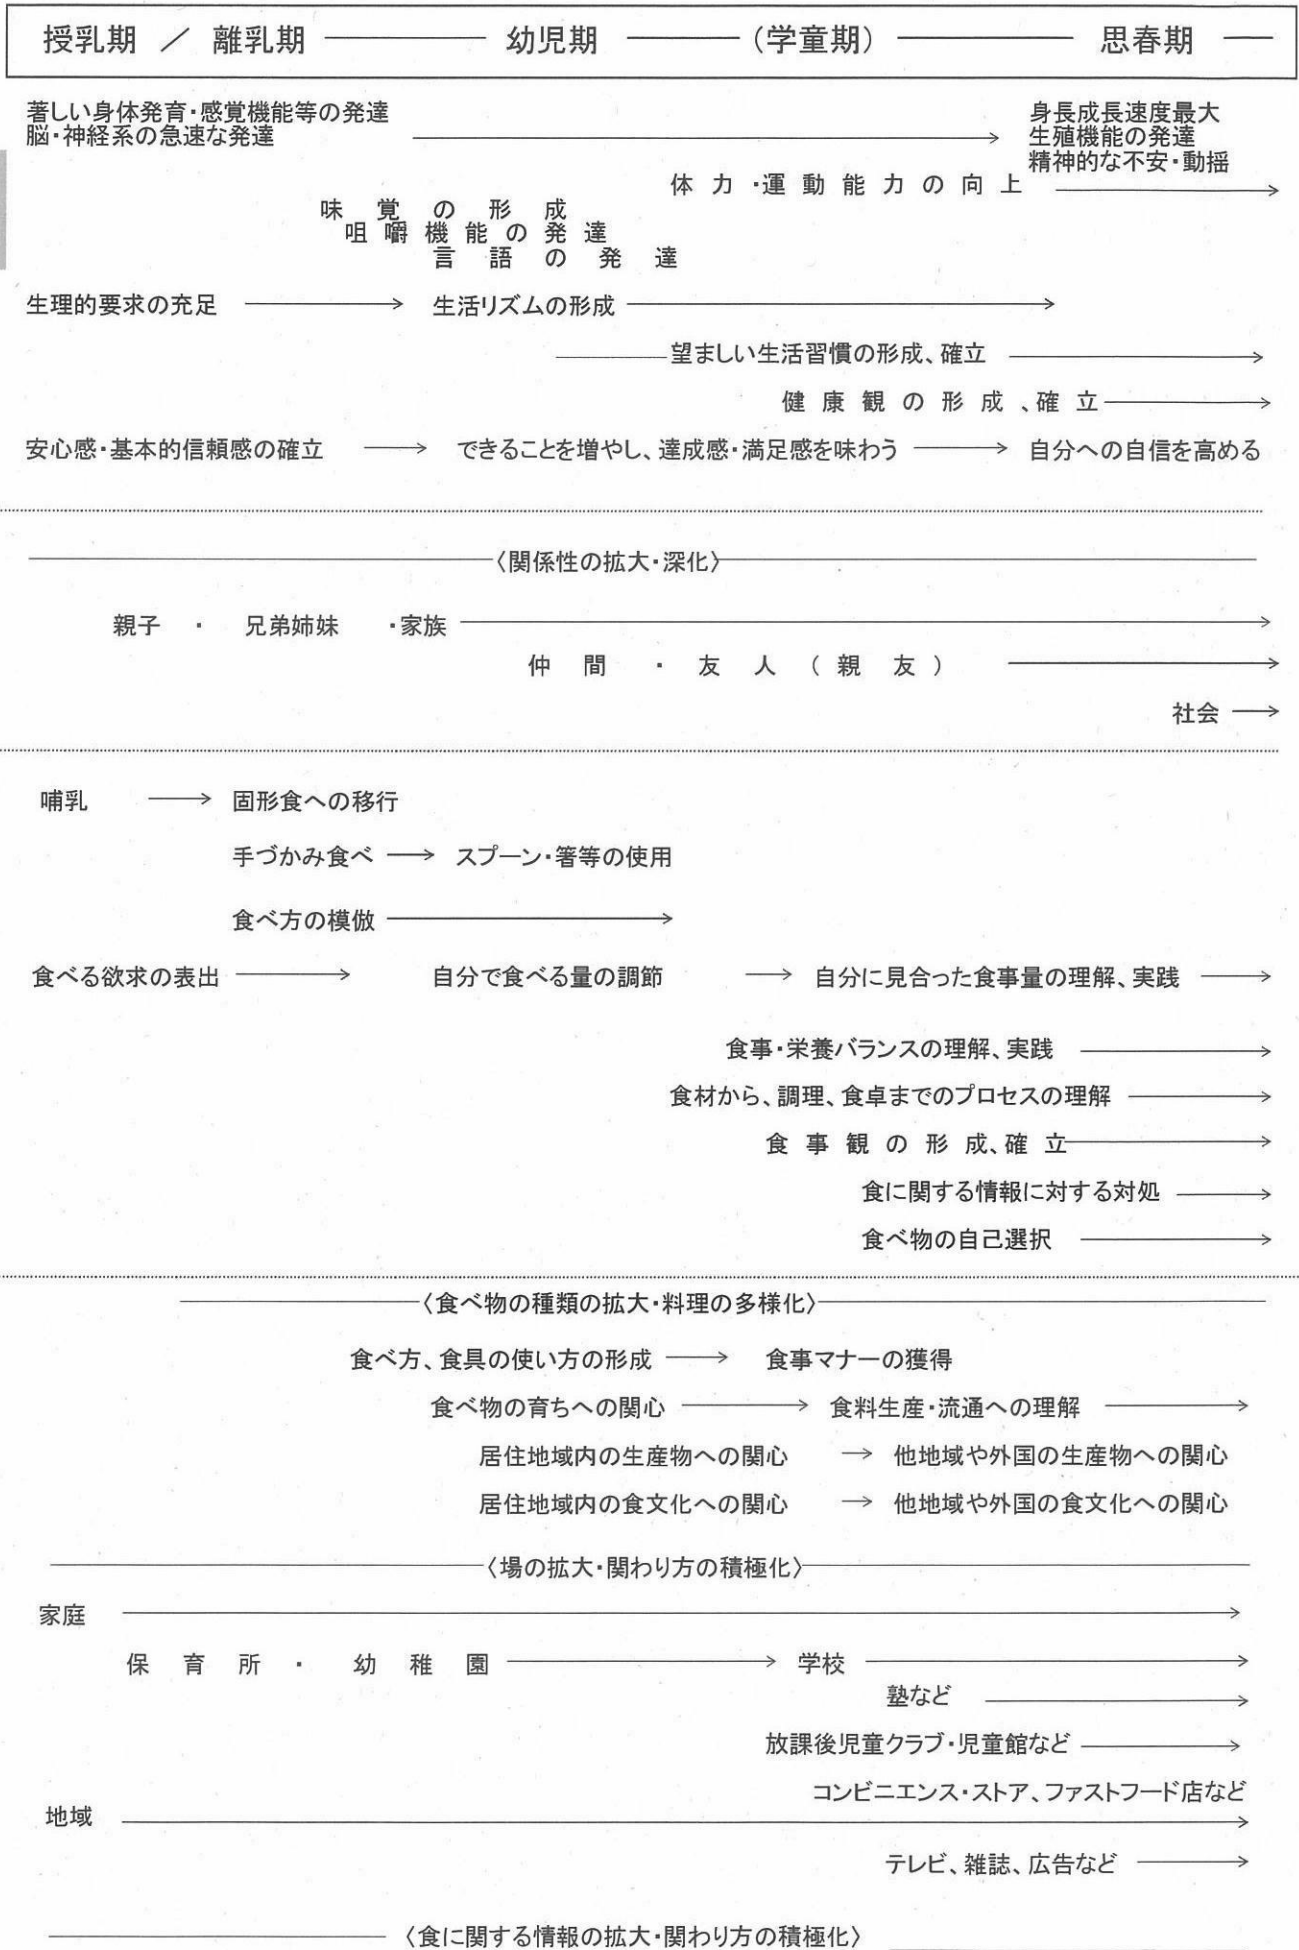 授乳期 ／ 離乳期 ――― 幼児期 ―――（学童期）――― 思春期 ――
著しい身体発育・感覚機能等の発達
脳・神経系の急速な発達 → 身長成長速度最大
生殖機能の発達
精神的な不安・動揺
体力・運動能力の向上 →
味覚の形成
咀嚼機能の発達
言語の発達
生理的要求の充足 → 生活リズムの形成 →
望ましい生活習慣の形成、確立 →
健康観の形成、確立 →
安心感・基本的信頼感の確立 → できることを増やし、達成感・満足感を味わう → 自分への自信を高める
〈関係性の拡大・深化〉
親子 ・ 兄弟姉妹 ・家族 →
仲間・友人（親友） →
社会 →
哺乳 → 固形食への移行
手づかみ食べ → スプーン・箸等の使用
食べ方の模倣 →
食べる欲求の表出 → 自分で食べる量の調節 → 自分に見合った食事量の理解、実践 →
食事・栄養バランスの理解、実践 →
食材から、調理、食卓までのプロセスの理解 →
食事観の形成、確立 →
食に関する情報に対する対処 →
食べ物の自己選択 →
〈食べ物の種類の拡大・料理の多様化〉
食べ方、食具の使い方の形成 → 食事マナーの獲得
食べ物の育ちへの関心 → 食料生産・流通への理解 →
居住地域内の生産物への関心 → 他地域や外国の生産物への関心
居住地域内の食文化への関心 → 他地域や外国の食文化への関心
〈場の拡大・関わり方の積極化〉
家庭 →
保育所・幼稚園 → 学校 →
塾など →
放課後児童クラブ・児童館など →
コンビニエンス・ストア、ファストフード店など
地域 →
テレビ、雑誌、広告など →
〈食に関する情報の拡大・関わり方の積極化〉